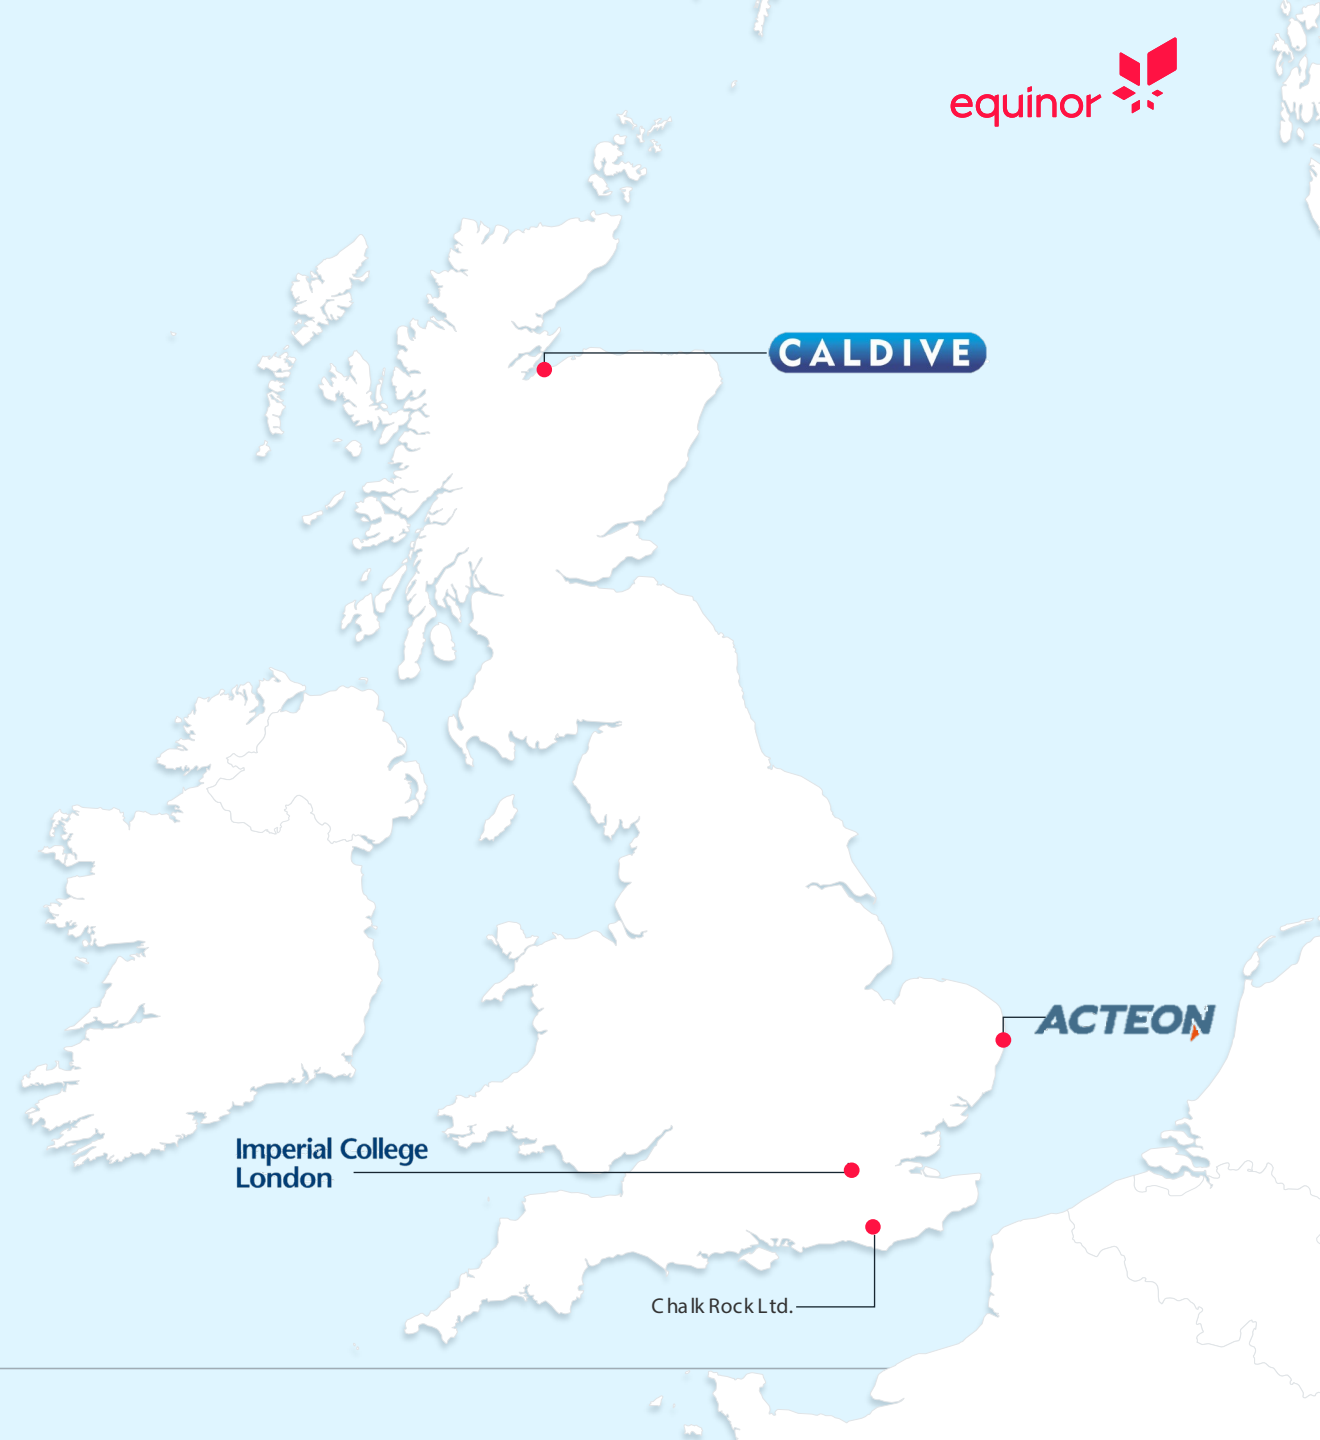 equinor
CALDIVE
ACTEON
Imperial College
London
Chalk Rock Ltd.